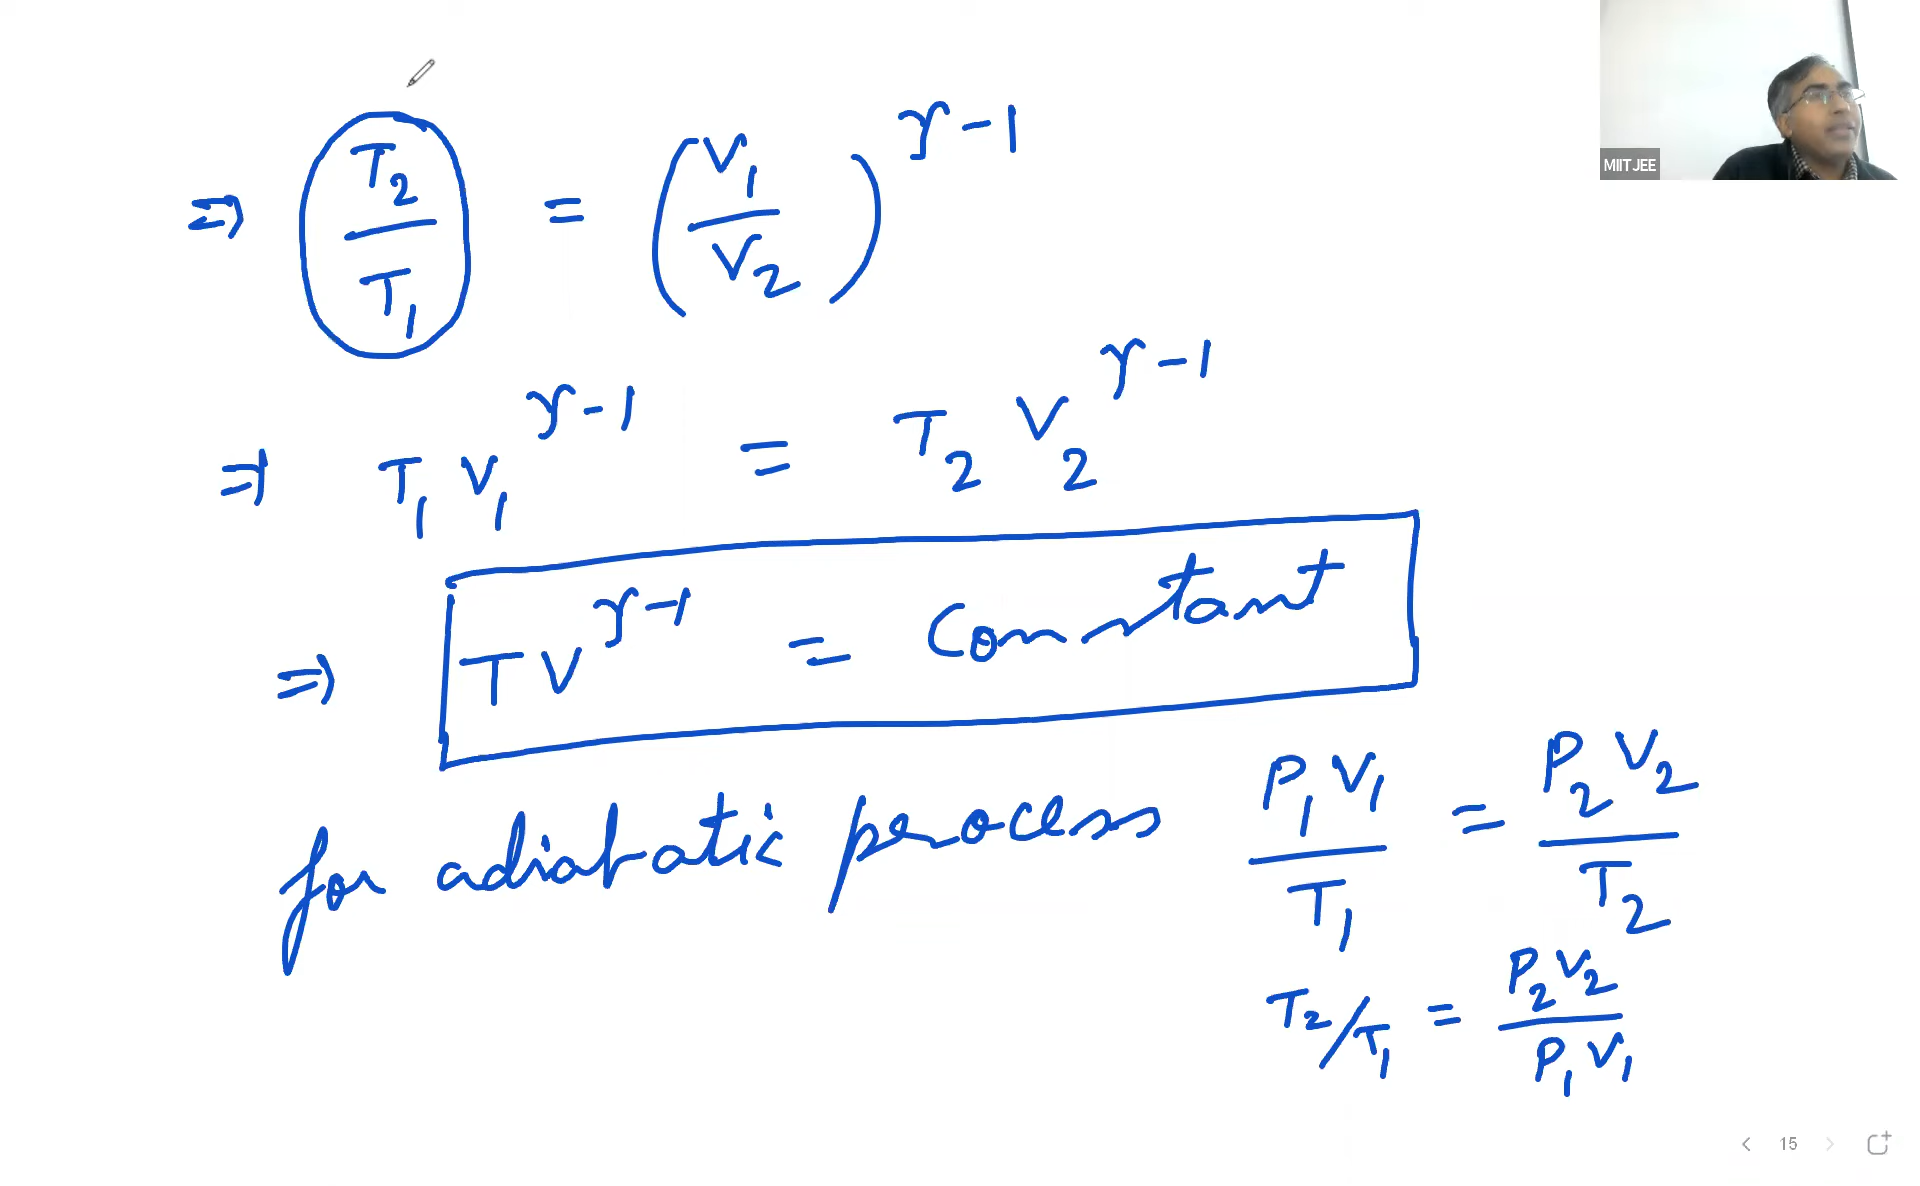 ⇒ T₂/T₁ = (V₁/V₂)^(γ-1)
MIIT JEE
⇒ T₁ V₁^(γ-1) = T₂ V₂^(γ-1)
⇒ TV^(γ-1) = Constant
for adiabatic process
P₁V₁/T₁ = P₂V₂/T₂
T₂/T₁ = P₂V₂/P₁V₁
15